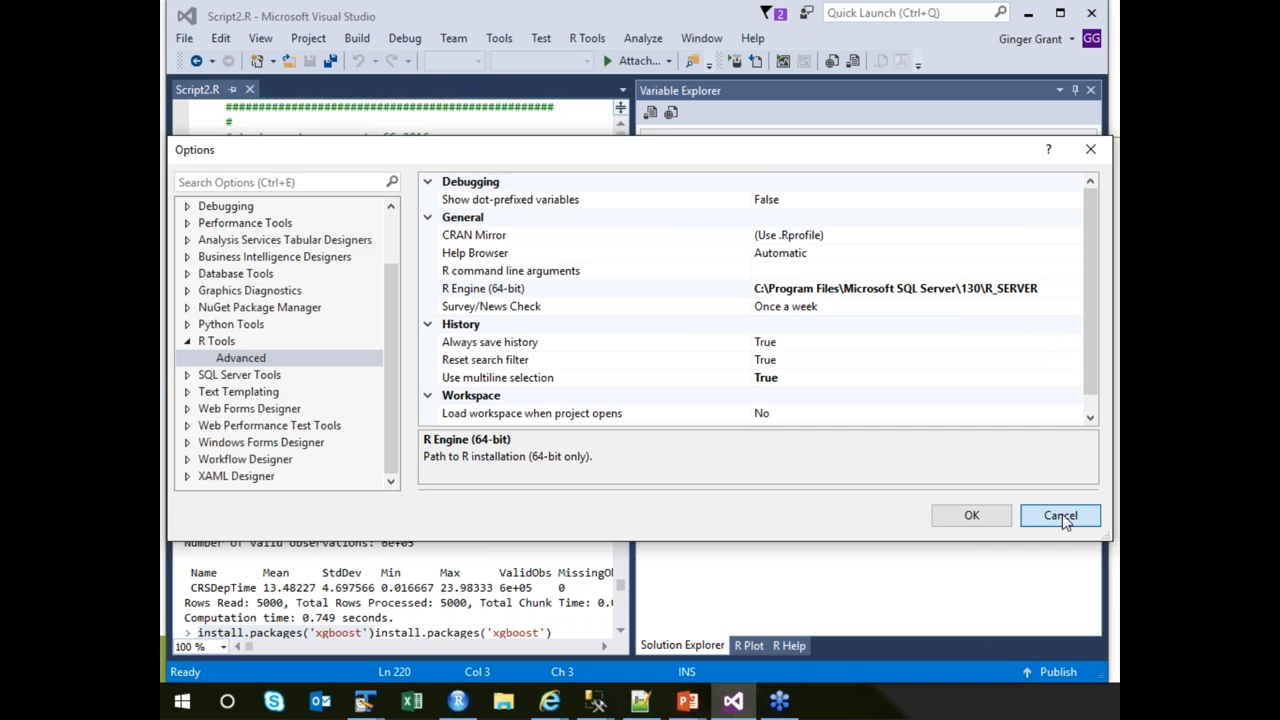 Script2.R - Microsoft Visual Studio
2
Quick Launch (Ctrl+Q)
File Edit View Project Build Debug Team Tools Test R Tools Analyze Window Help
Ginger Grant GG
Attach...
Script2.R
Variable Explorer
##################################################
#
Options
?
Search Options (Ctrl+E)
Debugging
Performance Tools
Analysis Services Tabular Designers
Business Intelligence Designers
Database Tools
Graphics Diagnostics
NuGet Package Manager
Python Tools
R Tools
Advanced
SQL Server Tools
Text Templating
Web Forms Designer
Web Performance Test Tools
Windows Forms Designer
Workflow Designer
XAML Designer
Debugging
Show dot-prefixed variables False
General
CRAN Mirror (Use .Rprofile)
Help Browser Automatic
R command line arguments
R Engine (64-bit) C:\Program Files\Microsoft SQL Server\130\R_SERVER
Survey/News Check Once a week
History
Always save history True
Reset search filter True
Use multiline selection True
Workspace
Load workspace when project opens No
R Engine (64-bit)
Path to R installation (64-bit only).
OK Cancel
Number of valid observations: 6e+05
Name Mean StdDev Min Max ValidObs MissingO
CRSDepTime 13.48227 4.697566 0.016667 23.98333 6e+05 0
Rows Read: 5000, Total Rows Processed: 5000, Total Chunk Time: 0.
Computation time: 0.749 seconds.
> install.packages('xgboost')install.packages('xgboost')
100 %
Solution Explorer R Plot R Help
Ready Ln 220 Col 3 Ch 3 INS Publish